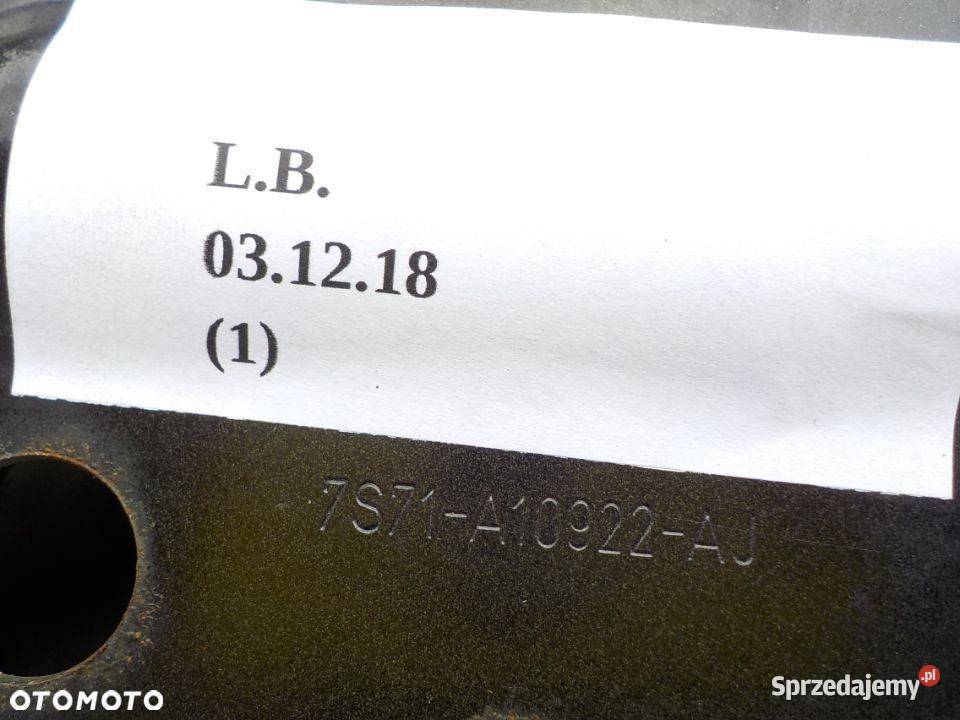 L.B.
03.12.18
(1)
7S71-A10922-AJ
OTOMOTO
Sprzedajemy.pl